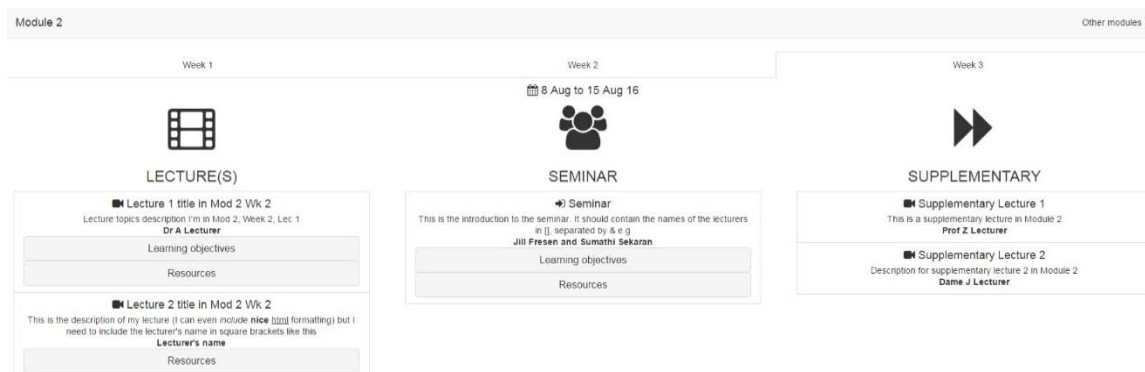 Module 2
Other modules
Week 1
Week 2
Week 3
8 Aug to 15 Aug 16
LECTURE(S)
Lecture 1 title in Mod 2 Wk 2
Lecture topics description I'm in Mod 2, Week 2, Lec 1
Dr A Lecturer
Learning objectives
Resources
Lecture 2 title in Mod 2 Wk 2
This is the description of my lecture (I can even include nice html formatting) but I
need to include the lecturer's name in square brackets like this
Lecturer's name
Resources
SEMINAR
Seminar
This is the introduction to the seminar. It should contain the names of the lecturers
in [], separated by & e.g
Jill Fresen and Sumathi Sekaran
Learning objectives
Resources
SUPPLEMENTARY
Supplementary Lecture 1
This is a supplementary lecture in Module 2
Prof Z Lecturer
Supplementary Lecture 2
Description for supplementary lecture 2 in Module 2
Dame J Lecturer